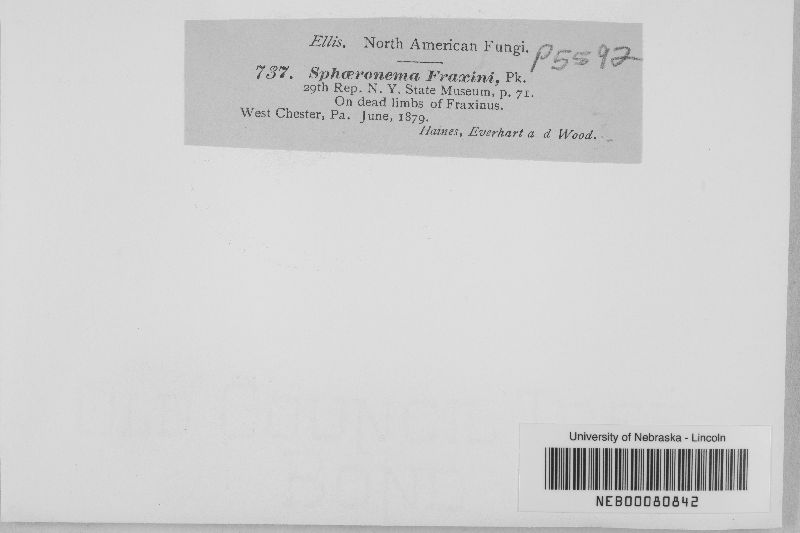 Ellis. North American Fungi. P5592
737. Sphæronema Fraxini, Pk.
29th Rep. N. Y. State Museum, p. 71.
On dead limbs of Fraxinus.
West Chester, Pa. June, 1879.
Haines, Everhart a d Wood.
University of Nebraska - Lincoln
NEB00080842